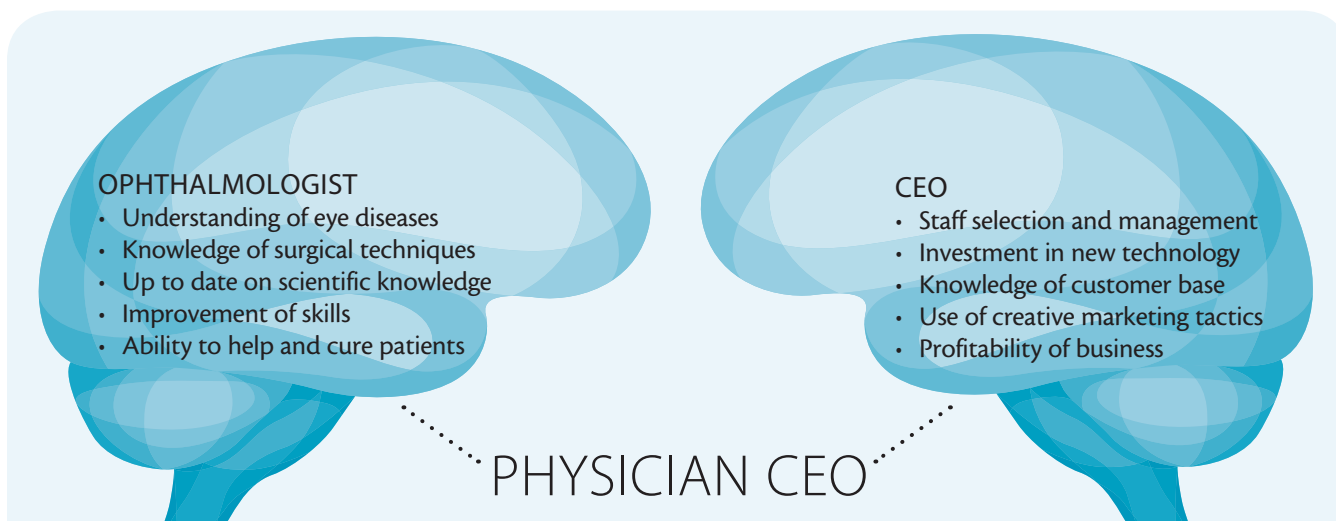 OPHTHALMOLOGIST
• Understanding of eye diseases
• Knowledge of surgical techniques
• Up to date on scientific knowledge
• Improvement of skills
• Ability to help and cure patients
CEO
• Staff selection and management
• Investment in new technology
• Knowledge of customer base
• Use of creative marketing tactics
• Profitability of business
PHYSICIAN CEO